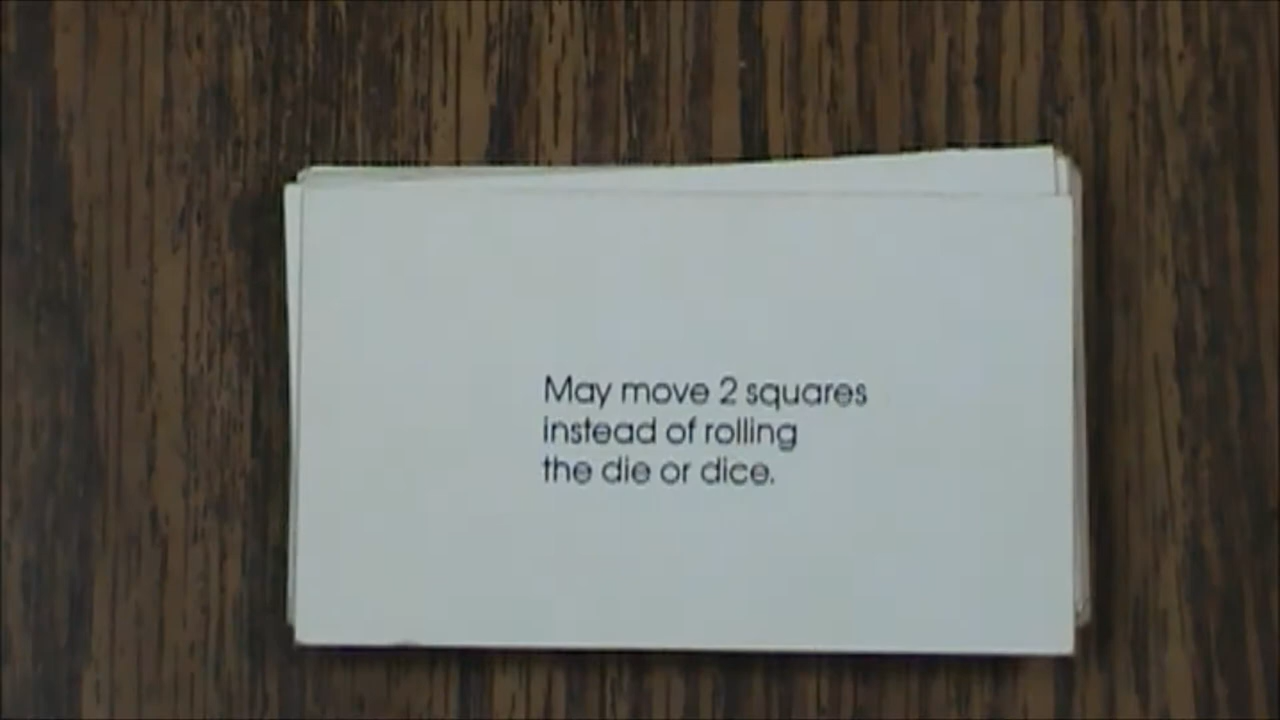 May move 2 squares
instead of rolling
the die or dice.